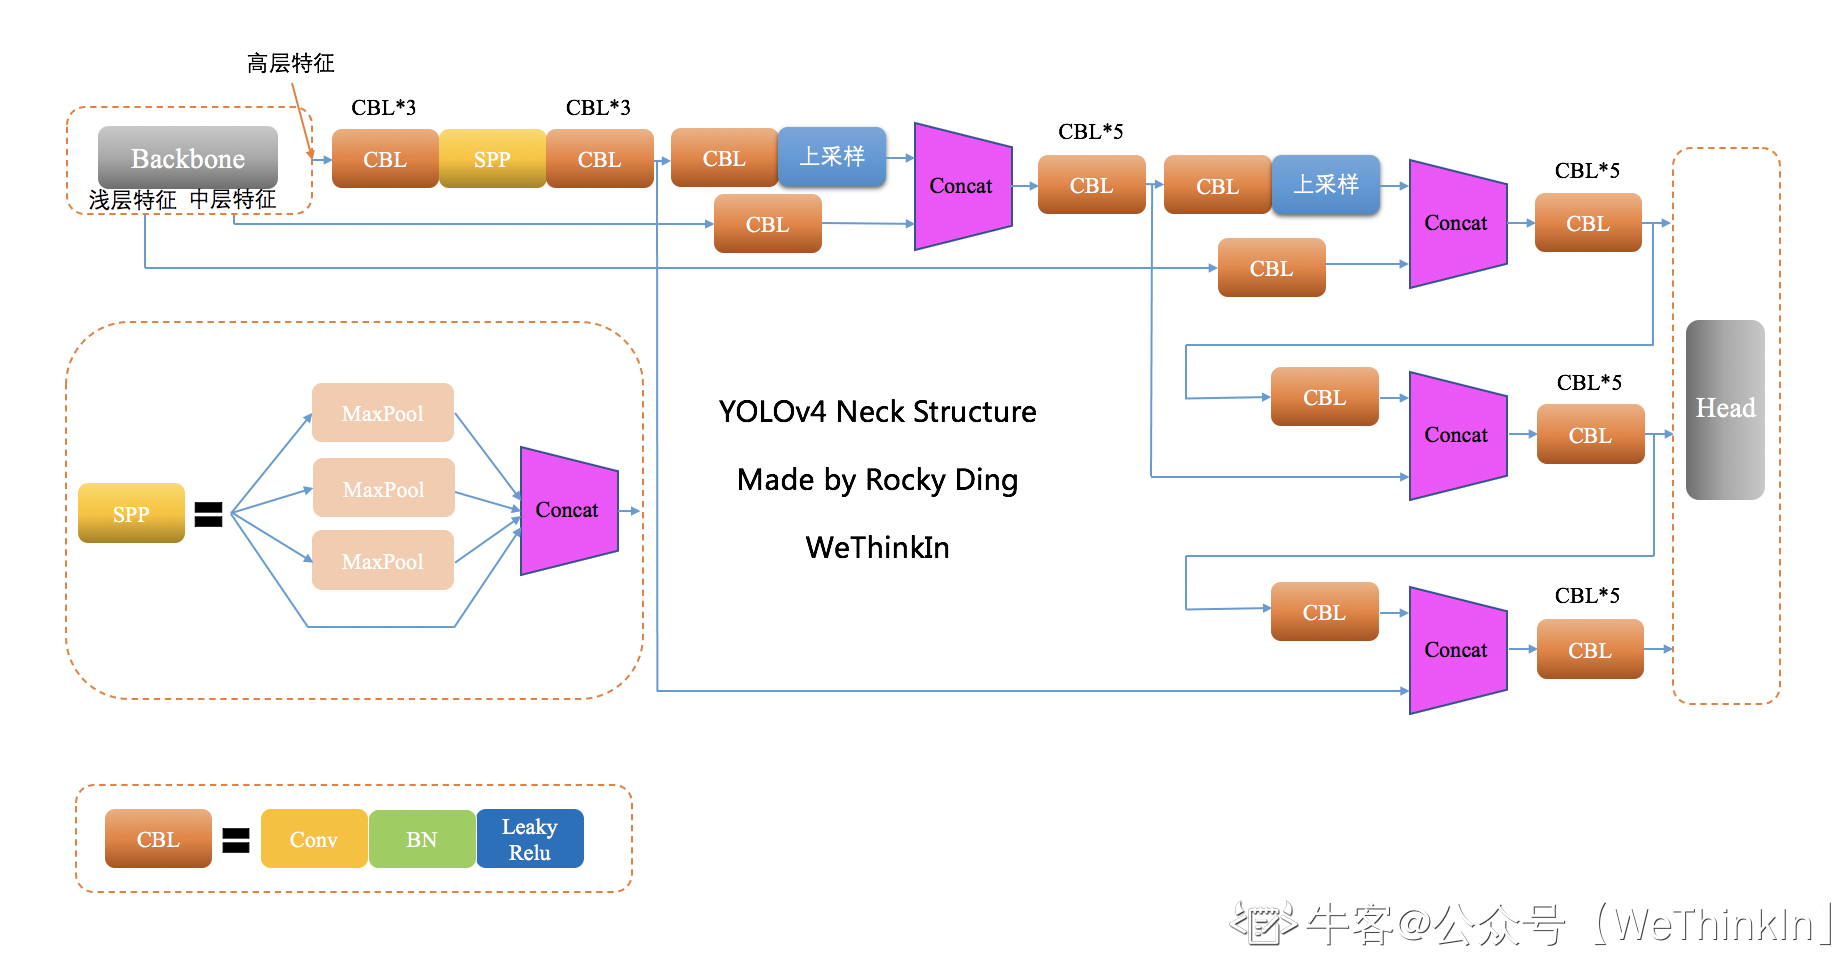 高层特征
CBL*3
CBL*3
CBL*5
CBL*5
Backbone
浅层特征 中层特征
CBL
SPP
CBL
CBL
上采样
CBL
Concat
CBL
CBL
上采样
CBL
Concat
CBL
MaxPool
MaxPool
MaxPool
SPP
Concat
YOLOv4 Neck Structure
Made by Rocky Ding
WeThinkIn
CBL
Concat
CBL*5
CBL
Head
CBL
Concat
CBL*5
CBL
CBL
Conv
BN
Leaky
Relu
牛客@公众号【WeThinkIn】